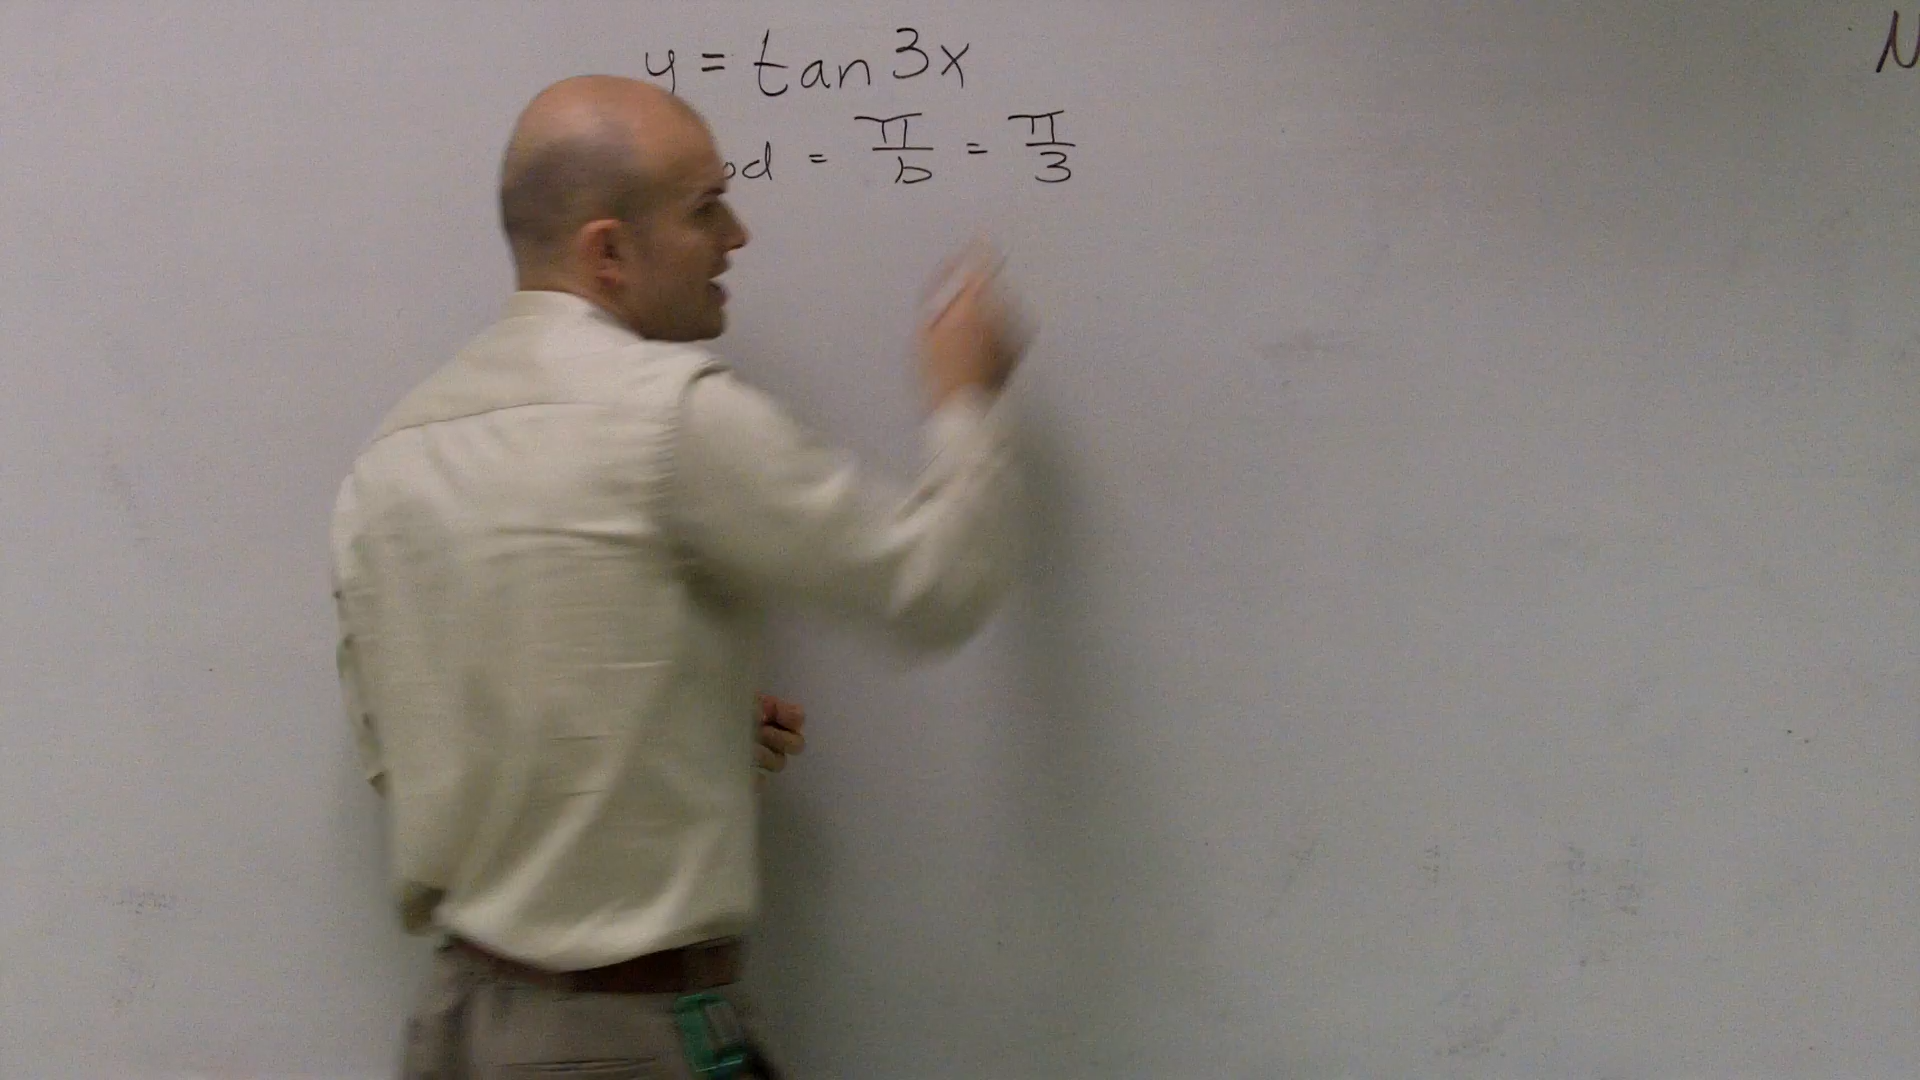 y = tan 3x
od = π/b = π/3
N